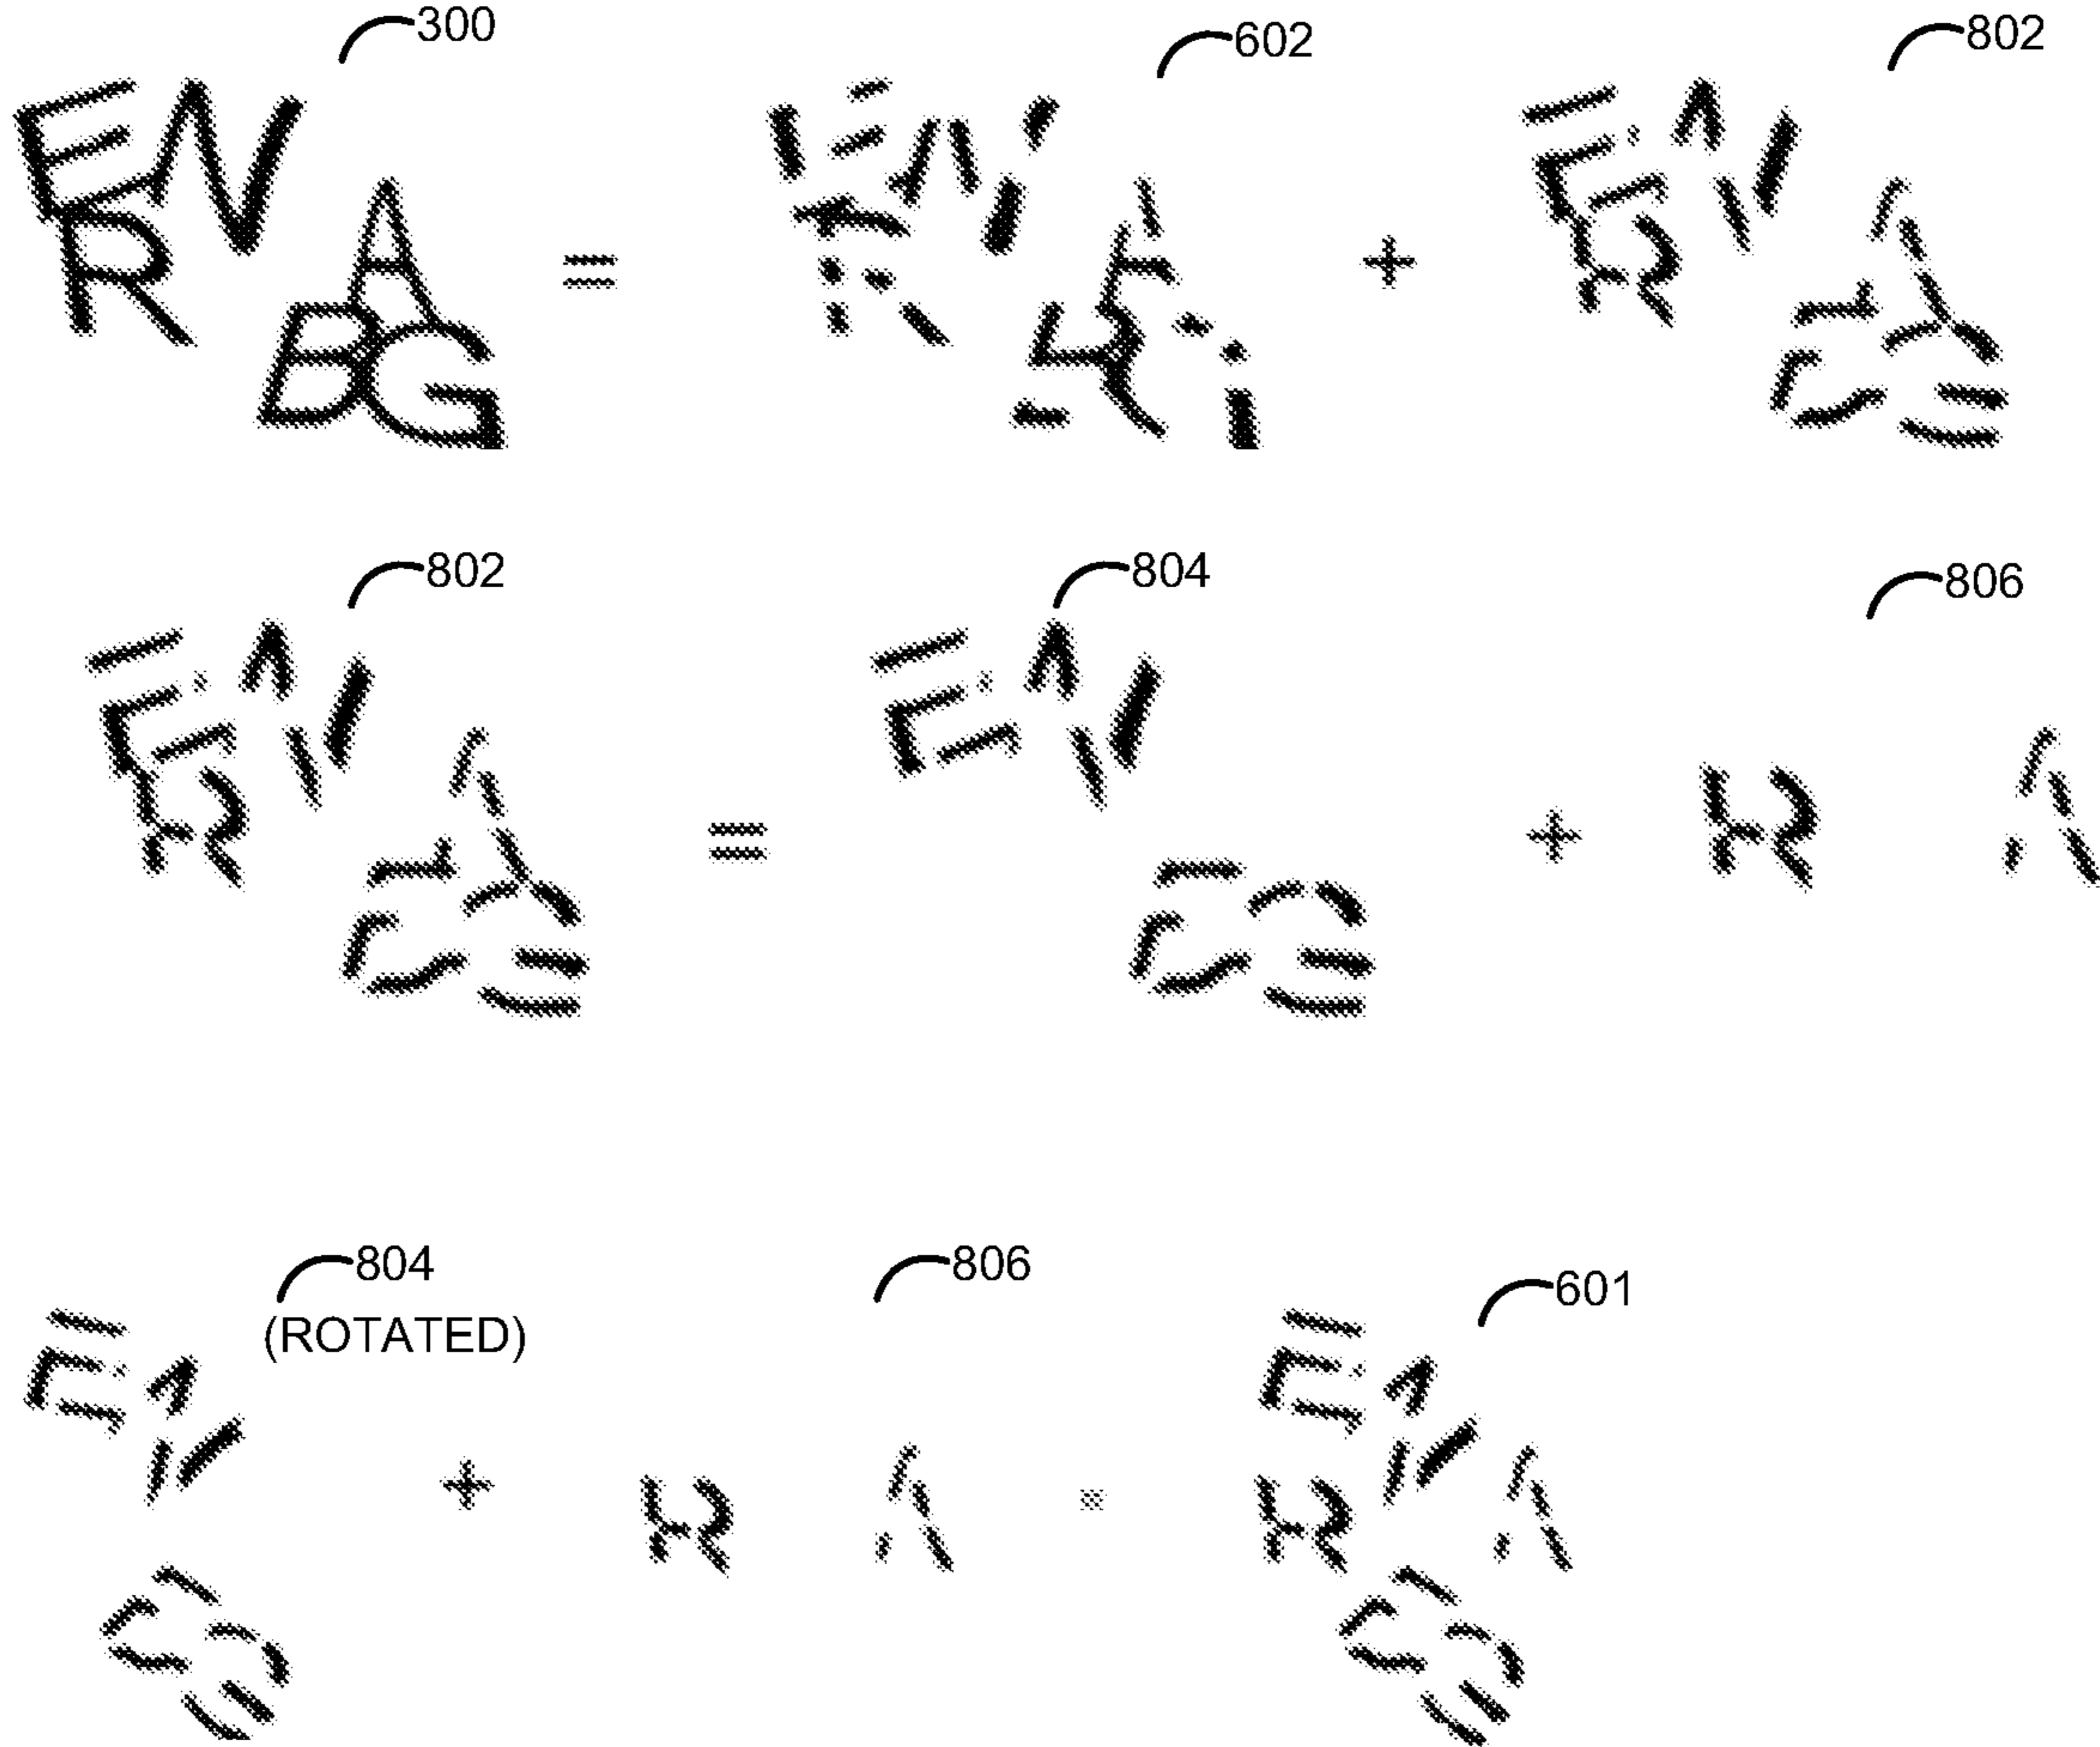 300 602 802
E N
R
A
B G
= +
802 804 806
= +
804 806 601
(ROTATED)
+ =